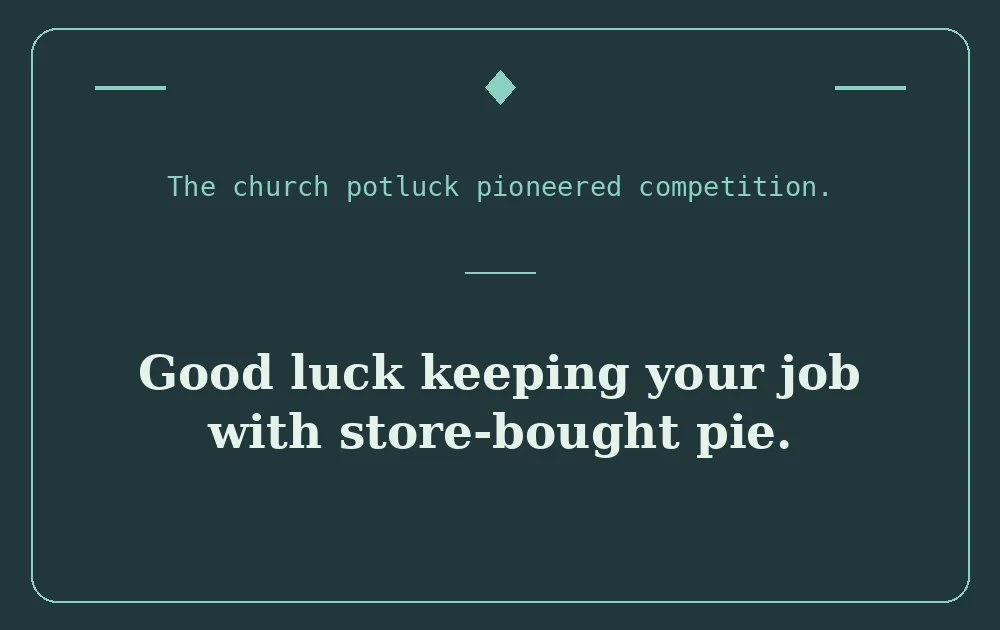 The church potluck pioneered competition.
Good luck keeping your job
with store-bought pie.